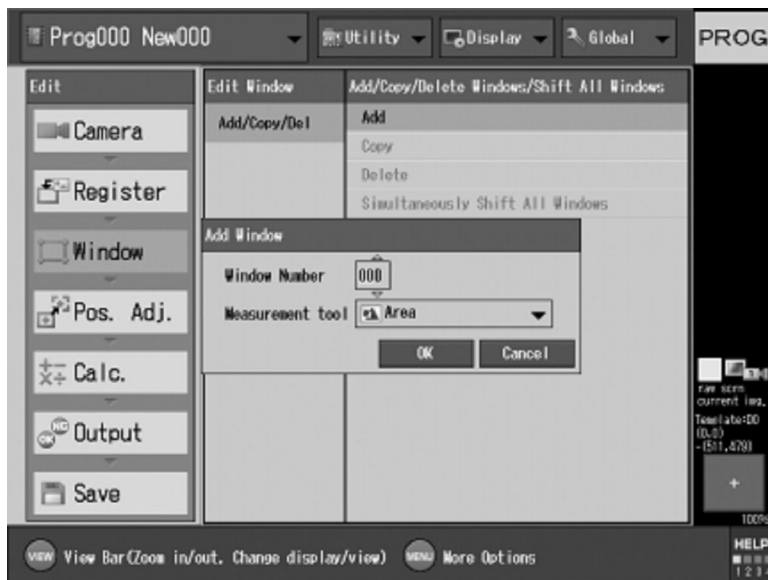 Prog000 New000
Utility
Display
Global
PROG
Edit
Camera
Register
Window
Pos. Adj.
Calc.
Output
Save
Edit Window
Add/Copy/Del
Add/Copy/Delete Windows/Shift All Windows
Add
Copy
Delete
Simultaneously Shift All Windows
Add Window
Window Number
000
Measurement tool
Area
OK
Cancel
raw scrn
current img.
Template:00
(0,0)
-(511,479)
100%
VIEW
View Bar(Zoom in/out, Change display/view)
MENU
More Options
HELP
1 2 3